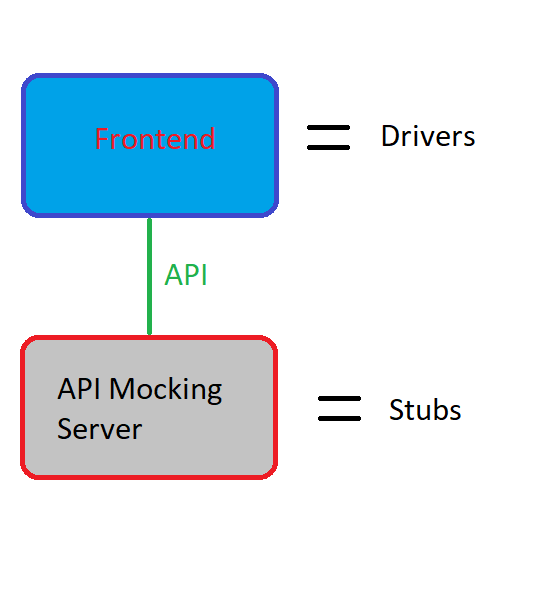 Frontend
Drivers
API
API Mocking
Server
Stubs